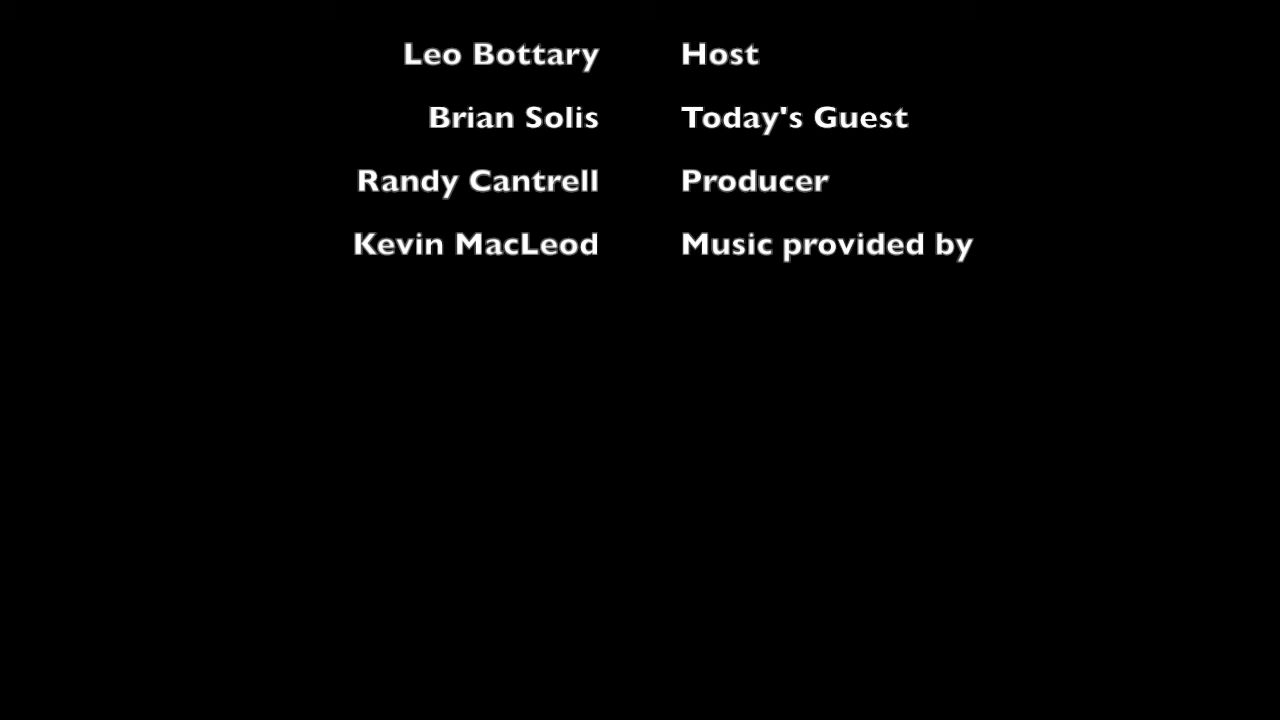 Leo Bottary Host
Brian Solis Today's Guest
Randy Cantrell Producer
Kevin MacLeod Music provided by